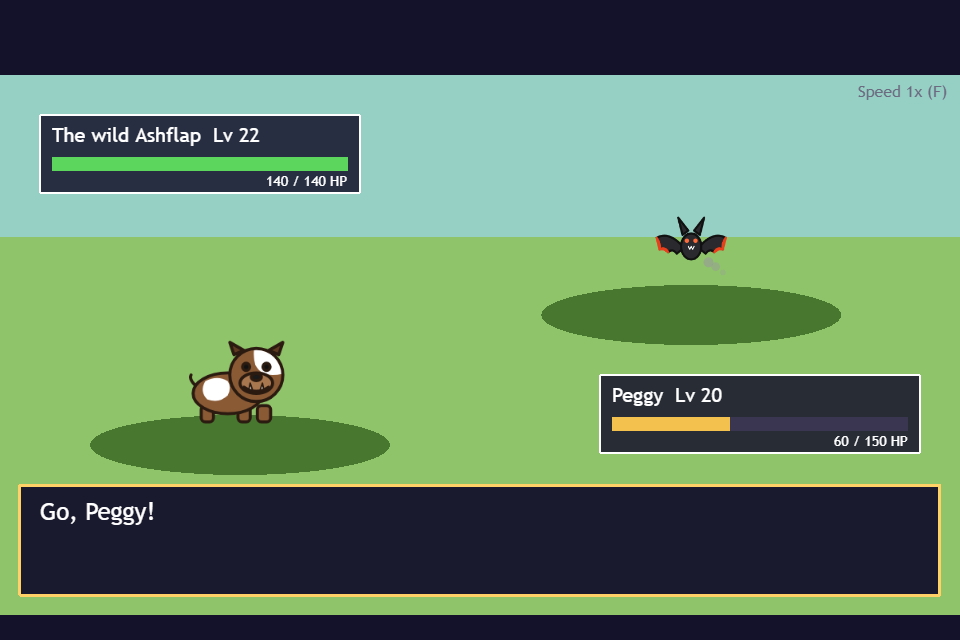 Speed 1x (F)
The wild Ashflap Lv 22
140 / 140 HP
Peggy Lv 20
60 / 150 HP
Go, Peggy!